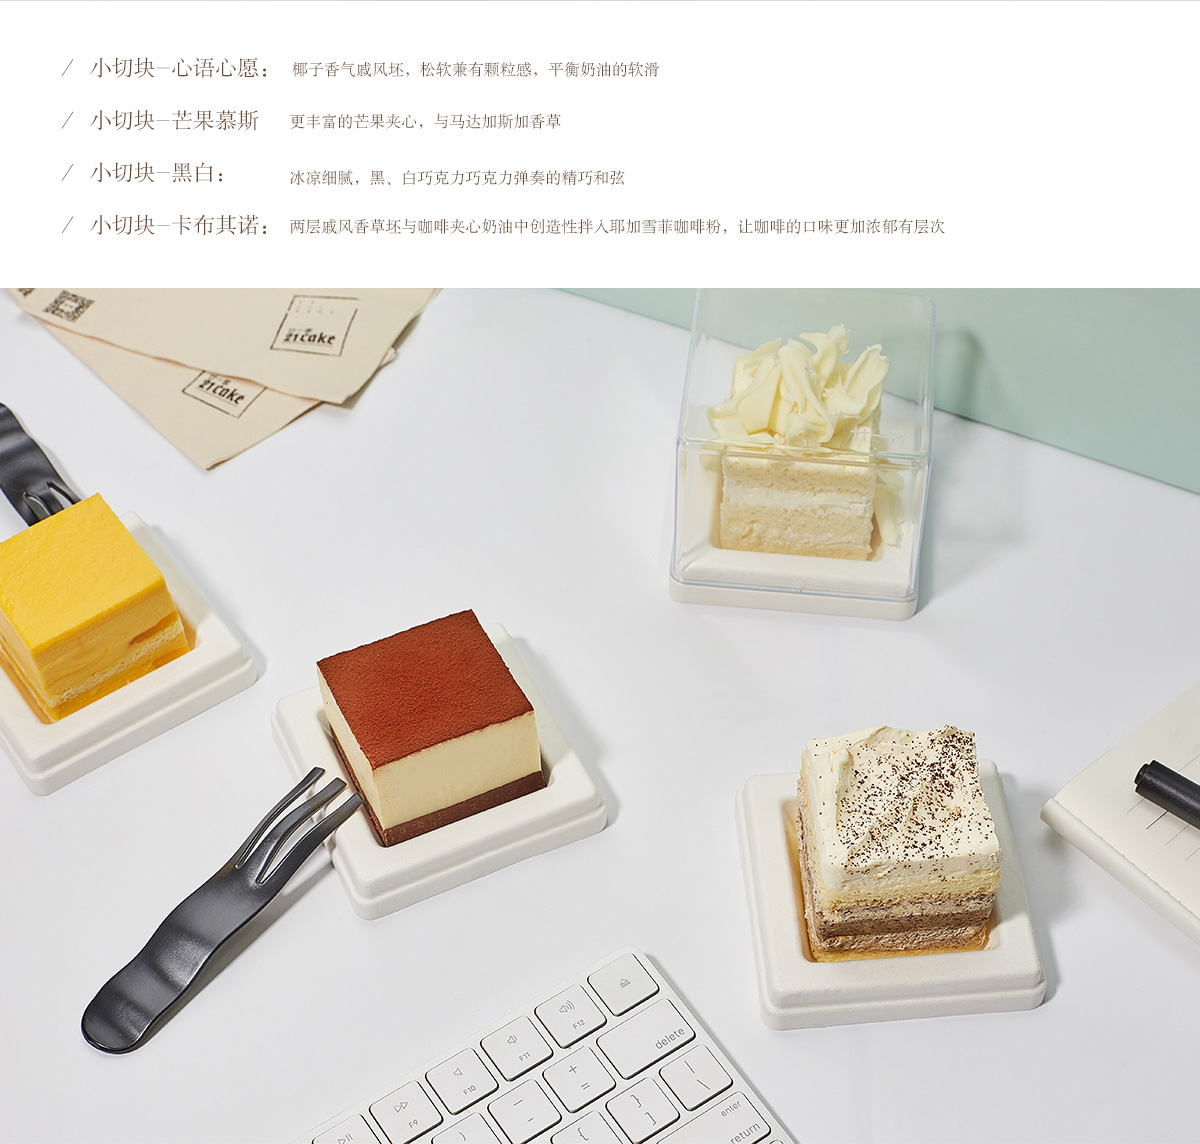 / 小切块-心语心愿： 椰子香气戚风坯，松软兼有颗粒感，平衡奶油的软滑
/ 小切块-芒果慕斯 更丰富的芒果夹心，与马达加斯加香草
/ 小切块-黑白： 冰凉细腻，黑、白巧克力巧克力弹奏的精巧和弦
/ 小切块-卡布其诺： 两层戚风香草坯与咖啡夹心奶油中创造性拌入耶加雪菲咖啡粉，让咖啡的口味更加浓郁有层次
21cake
21cake
F12
delete
F11
+
=
F10
|
\
F9
_
-
}
]
enter
return
{
[
)